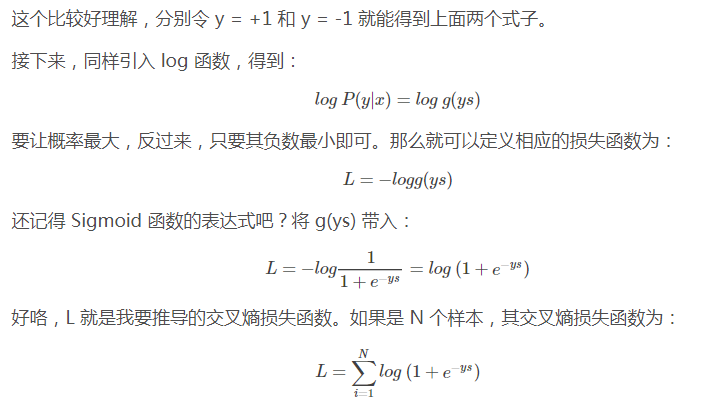 这个比较好理解，分别令 y = +1 和 y = -1 就能得到上面两个式子。
接下来，同样引入 log 函数，得到：
log P(y|x) = log g(ys)
要让概率最大，反过来，只要其负数最小即可。那么就可以定义相应的损失函数为：
L = −logg(ys)
还记得 Sigmoid 函数的表达式吧？将 g(ys) 带入：
L = −log \frac{1}{1 + e^{−ys}} = log (1 + e^{−ys})
好咯，L 就是我要推导的交叉熵损失函数。如果是 N 个样本，其交叉熵损失函数为：
L = \sum_{i=1}^{N} log (1 + e^{−ys})